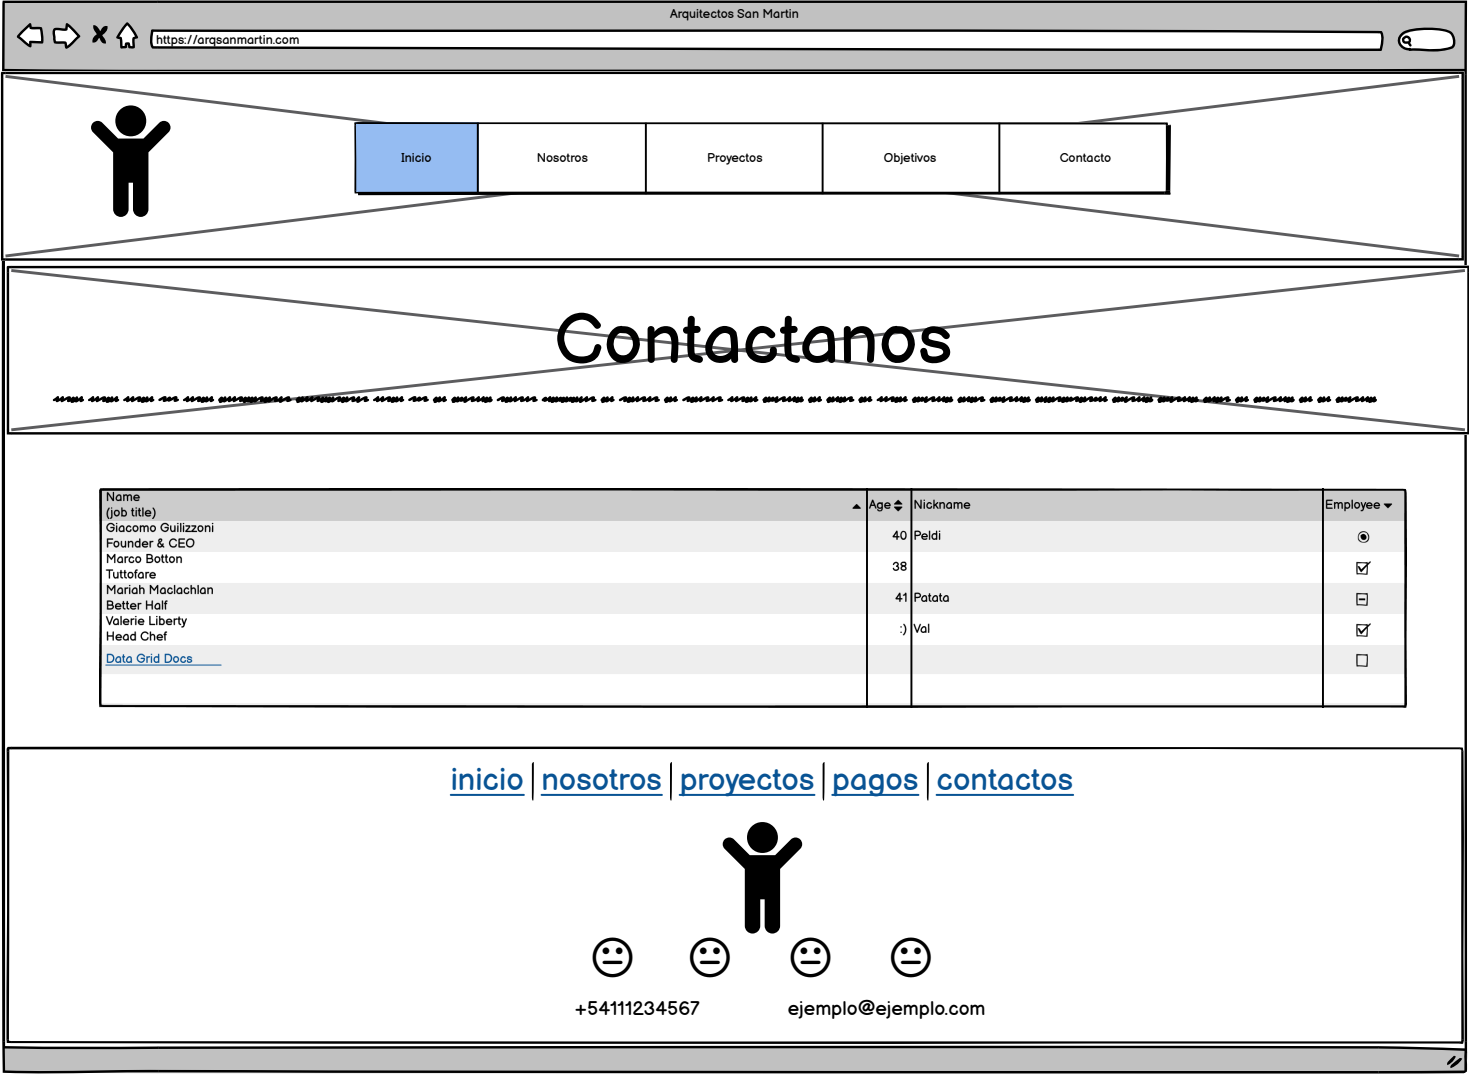 Arquitectos San Martin
https://arqsanmartin.com
Inicio Nosotros Proyectos Objetivos Contacto
Contactanos
Name
(job title) Age Nickname Employee
Giacomo Guilizzoni
Founder & CEO 40 Peldi
Marco Botton
Tuttofare 38
Mariah Maclachlan
Better Half 41 Patata
Valerie Liberty
Head Chef :) Val
Data Grid Docs
inicio nosotros proyectos pagos contactos
+54111234567 ejemplo@ejemplo.com